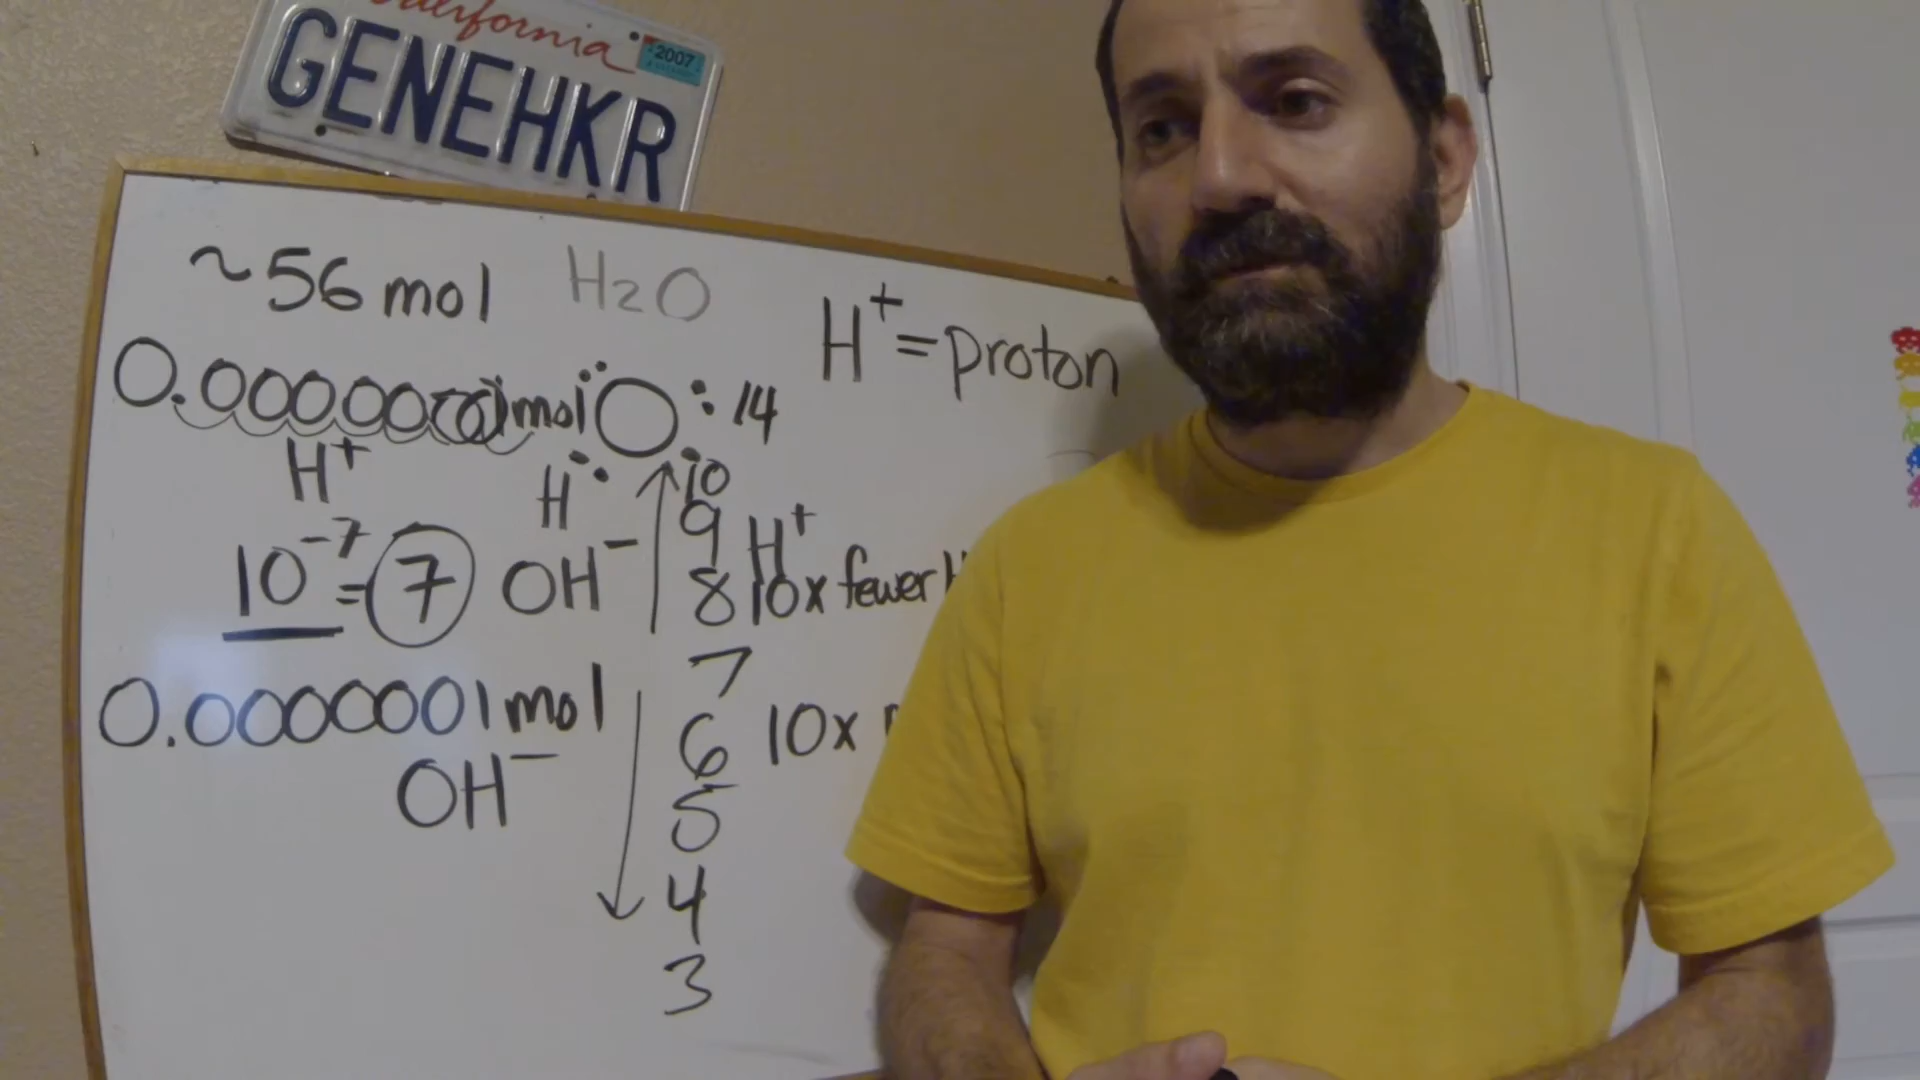 California
2007
GENEHKR
~56 mol H2O
H⁺ = proton
0.0000001 mol
H⁺
:O: 14
H
10⁻⁷ = 7
OH⁻
10
9 H⁺
8 10x fewer
7
6 10x
5
4
3
0.0000001 mol
OH⁻